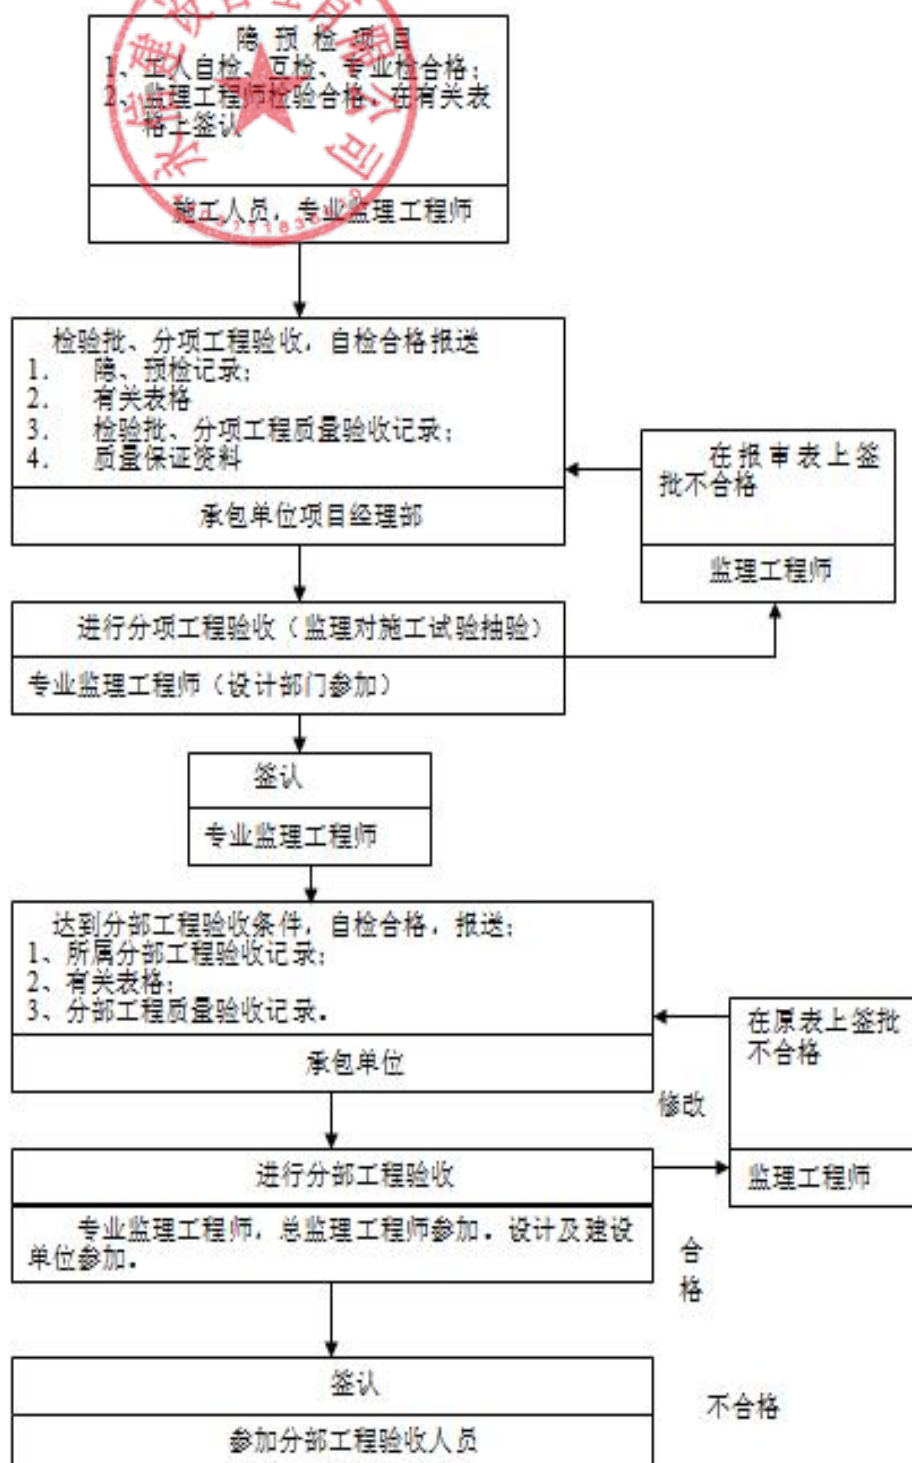 隐 预 检 项 目
1、工人自检、互检、专业检合格;
2、监理工程师检验合格,在有关表
格上签认
施工人员,专业监理工程师
检验批、分项工程验收,自检合格报送
1. 隐、预检记录;
2. 有关表格
3. 检验批、分项工程质量验收记录;
4. 质量保证资料
承包单位项目经理部
在报审表上签
批不合格
监理工程师
进行分项工程验收(监理对施工试验抽验)
专业监理工程师(设计部门参加)
签认
专业监理工程师
达到分部工程验收条件,自检合格,报送;
1、所属分部工程验收记录;
2、有关表格;
3、分部工程质量验收记录。
承包单位
在原表上签批
不合格
修改
监理工程师
进行分部工程验收
专业监理工程师,总监理工程师参加。设计及建设
单位参加。
合
格
签认
不合格
参加分部工程验收人员